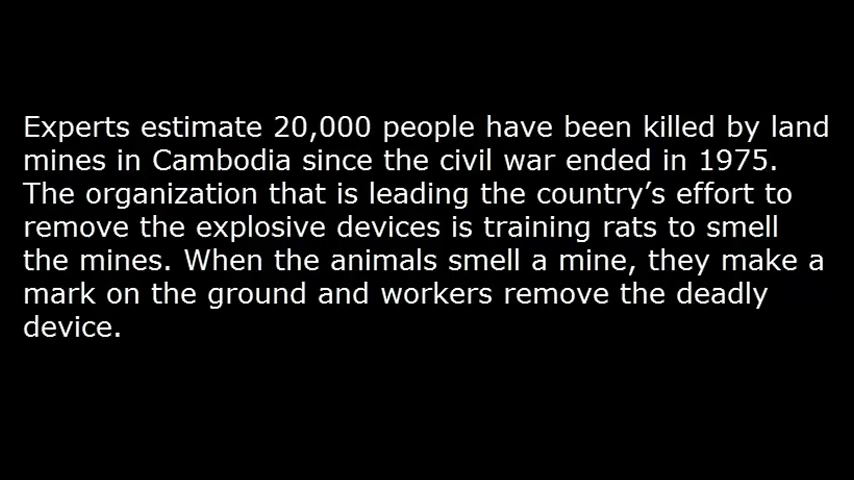 Experts estimate 20,000 people have been killed by land
mines in Cambodia since the civil war ended in 1975.
The organization that is leading the country’s effort to
remove the explosive devices is training rats to smell
the mines. When the animals smell a mine, they make a
mark on the ground and workers remove the deadly
device.